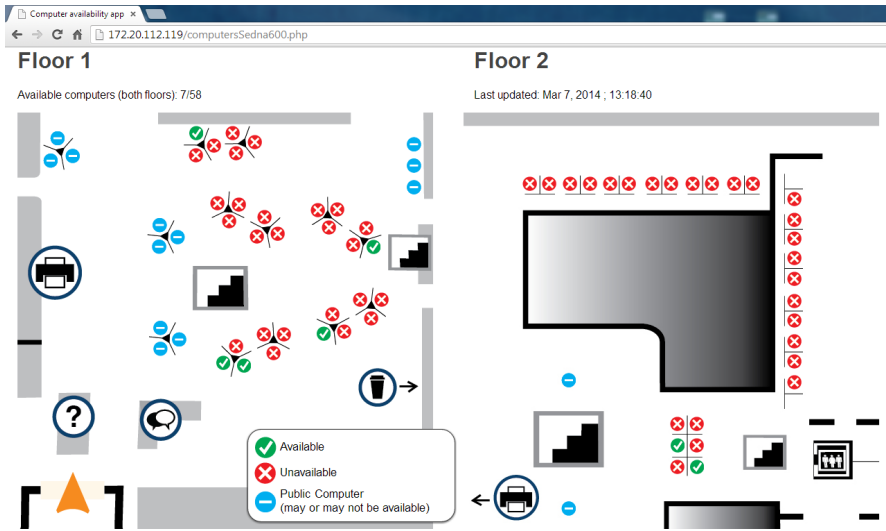 Computer availability app
172.20.112.119/computersSedna600.php
Floor 1
Floor 2
Available computers (both floors): 7/58
Last updated: Mar 7, 2014 ; 13:18:40
?
Available
Unavailable
Public Computer
(may or may not be available)